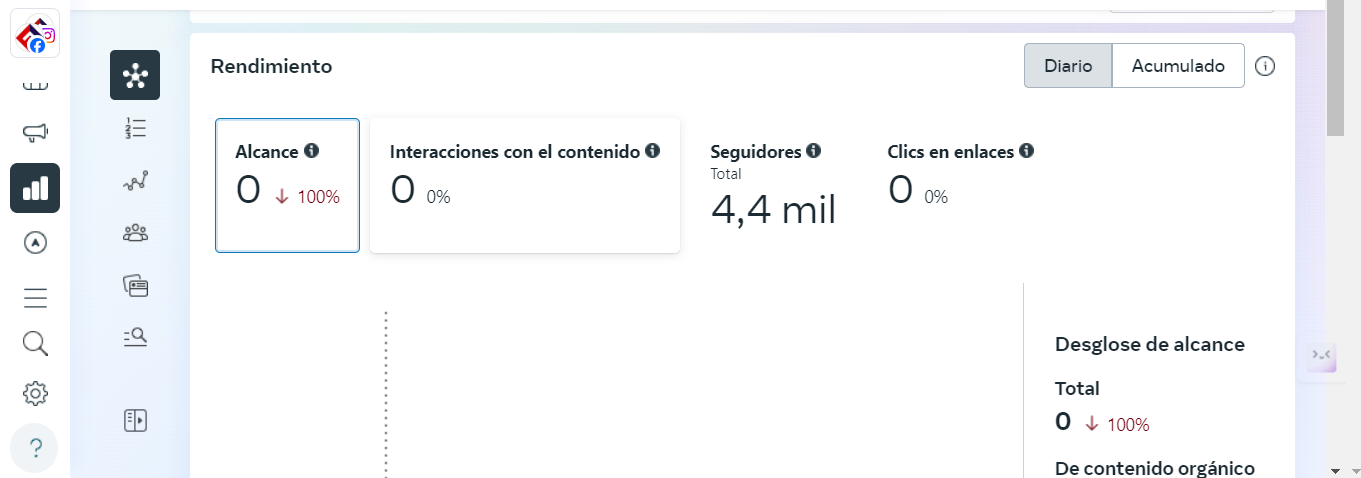 Rendimiento
Diario
Acumulado
Alcance
0 ↓ 100%
Interacciones con el contenido
0 0%
Seguidores
Total
4,4 mil
Clics en enlaces
0 0%
Desglose de alcance
Total
0 ↓ 100%
De contenido orgánico